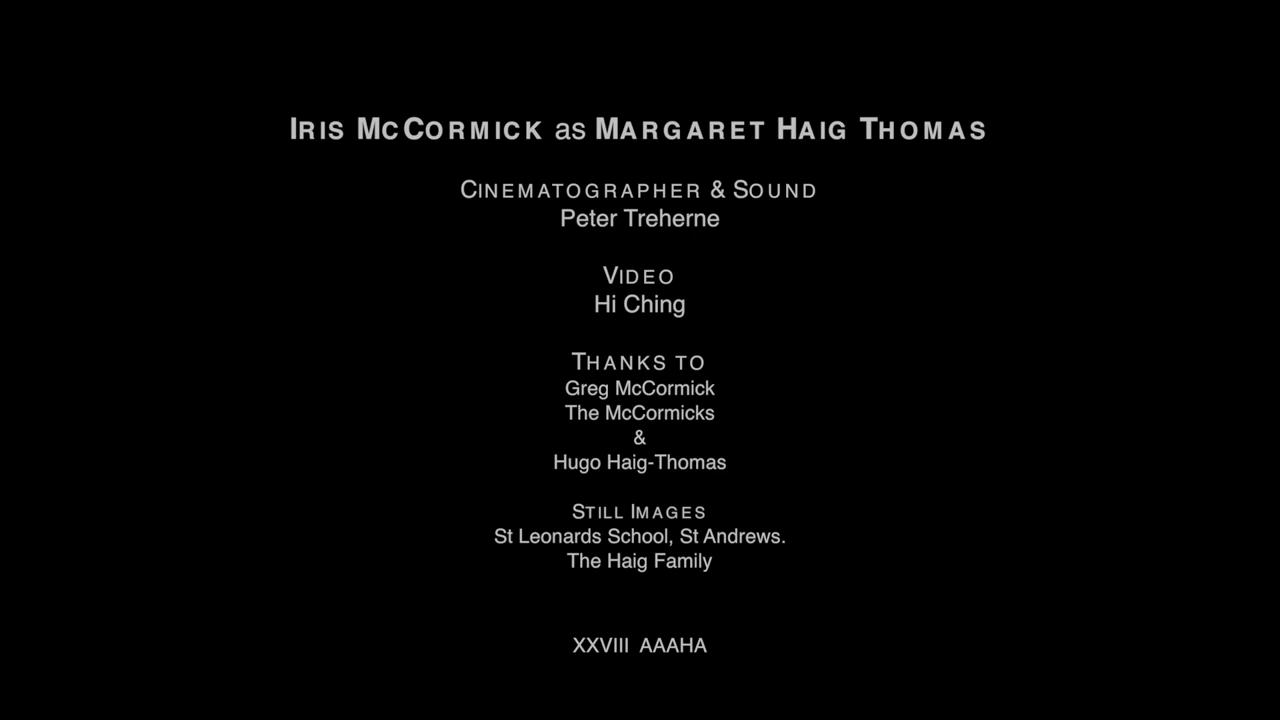 Iris McCormick as Margaret Haig Thomas
Cinematographer & Sound
Peter Treherne
Video
Hi Ching
Thanks to
Greg McCormick
The McCormicks
&
Hugo Haig-Thomas
Still Images
St Leonards School, St Andrews.
The Haig Family
XXVIII AAAHA